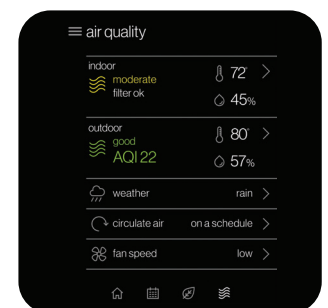 air quality
indoor
moderate 72°
filter ok
45%
outdoor
good 80°
AQI 22 57%
weather rain
circulate air on a schedule
fan speed low